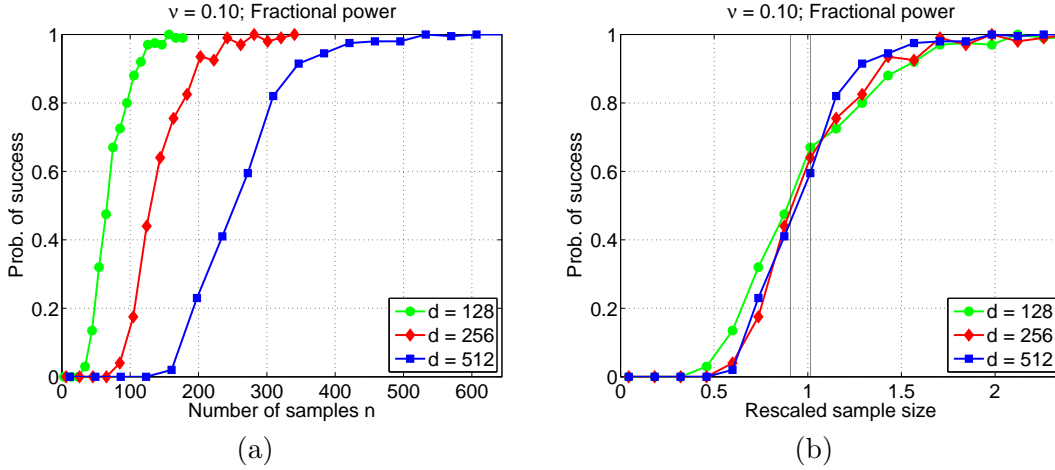 ν = 0.10; Fractional power
1
0.8
0.6
0.4
0.2
0
Prob. of success
0 100 200 300 400 500 600
Number of samples n
d = 128
d = 256
d = 512
(a)
ν = 0.10; Fractional power
1
0.8
0.6
0.4
0.2
0
Prob. of success
0 0.5 1 1.5 2
Rescaled sample size
d = 128
d = 256
d = 512
(b)